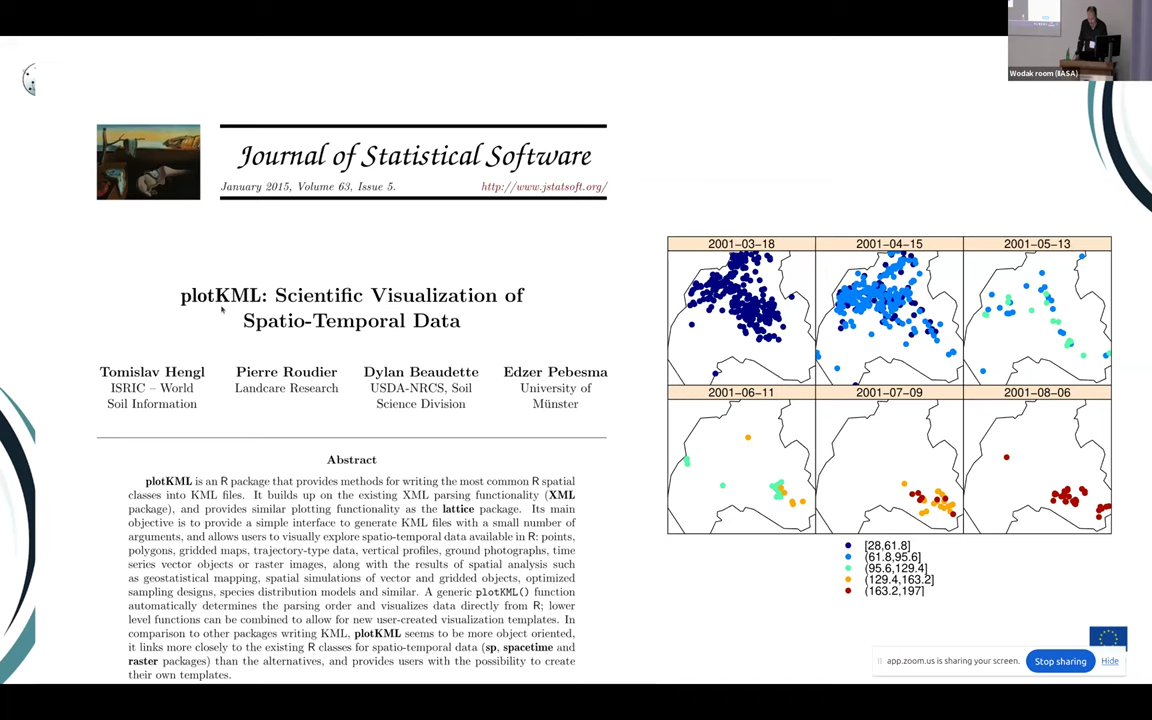 Wodak room (IIASA)
Journal of Statistical Software
January 2015, Volume 63, Issue 5.
http://www.jstatsoft.org/
plotKML: Scientific Visualization of
Spatio-Temporal Data
Tomislav Hengl
ISRIC – World
Soil Information
Pierre Roudier
Landcare Research
Dylan Beaudette
USDA-NRCS, Soil
Science Division
Edzer Pebesma
University of
Münster
Abstract
plotKML is an R package that provides methods for writing the most common R spatial
classes into KML files. It builds up on the existing XML parsing functionality (XML
package), and provides similar plotting functionality as the lattice package. Its main
objective is to provide a simple interface to generate KML files with a small number of
arguments, and allows users to visually explore spatio-temporal data available in R: points,
polygons, gridded maps, trajectory-type data, vertical profiles, ground photographs, time
series vector objects or raster images, along with the results of spatial analysis such
as geostatistical mapping, spatial simulations of vector and gridded objects, optimized
sampling designs, species distribution models and similar. A generic plotKML() function
automatically determines the parsing order and visualizes data directly from R; lower
level functions can be combined to allow for new user-created visualization templates. In
comparison to other packages writing KML, plotKML seems to be more object oriented,
it links more closely to the existing R classes for spatio-temporal data (sp, spacetime and
raster packages) than the alternatives, and provides users with the possibility to create
their own templates.
2001−03−18
2001−04−15
2001−05−13
2001−06−11
2001−07−09
2001−08−06
[28,61.8]
(61.8,95.6]
(95.6,129.4]
(129.4,163.2]
(163.2,197]
app.zoom.us is sharing your screen.
Stop sharing
Hide